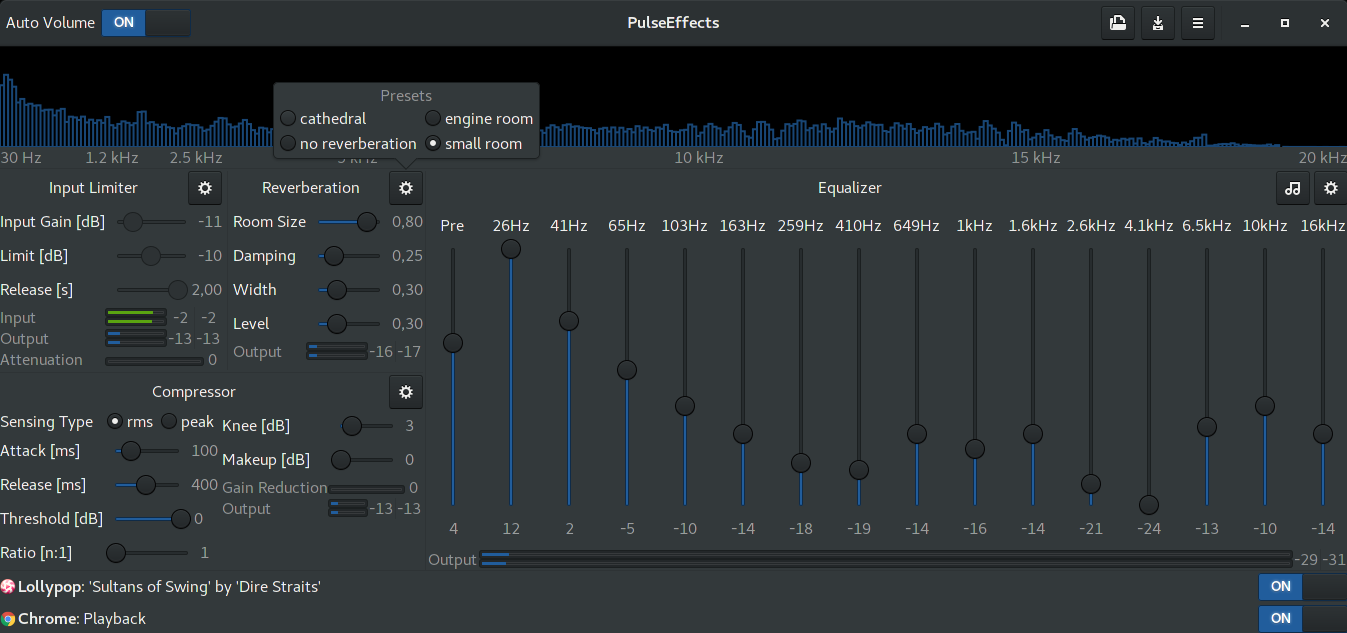 Auto Volume ON PulseEffects
Presets
cathedral engine room
no reverberation small room
30 Hz 1.2 kHz 2.5 kHz 5 kHz 10 kHz 15 kHz 20 kHz
Input Limiter
Input Gain [dB] -11
Limit [dB] -10
Release [s] 2,00
Input -2 -2
Output -13 -13
Attenuation 0
Reverberation
Room Size 0,80
Damping 0,25
Width 0,30
Level 0,30
Output -16 -17
Compressor
Sensing Type rms peak
Attack [ms] 100
Release [ms] 400
Threshold [dB] 0
Ratio [n:1] 1
Knee [dB] 3
Makeup [dB] 0
Gain Reduction 0
Output -13 -13
Equalizer
Pre 26Hz 41Hz 65Hz 103Hz 163Hz 259Hz 410Hz 649Hz 1kHz 1.6kHz 2.6kHz 4.1kHz 6.5kHz 10kHz 16kHz
4 12 2 -5 -10 -14 -18 -19 -14 -16 -14 -21 -24 -13 -10 -14
Output -29 -31
Lollypop: 'Sultans of Swing' by 'Dire Straits' ON
Chrome: Playback ON